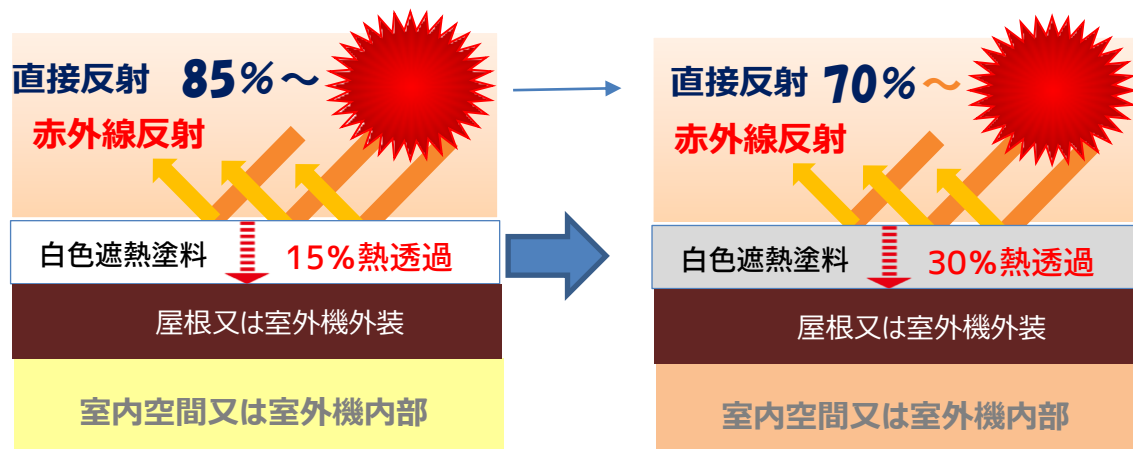 直接反射 85%～
赤外線反射
白色遮熱塗料 15%熱透過
屋根又は室外機外装
室内空間又は室外機内部
直接反射 70%～
赤外線反射
白色遮熱塗料 30%熱透過
屋根又は室外機外装
室内空間又は室外機内部